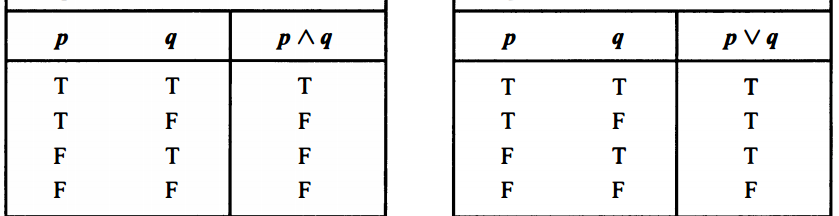 p q p ∧ q
T T T
T F F
F T F
F F F
p q p ∨ q
T T T
T F T
F T T
F F F